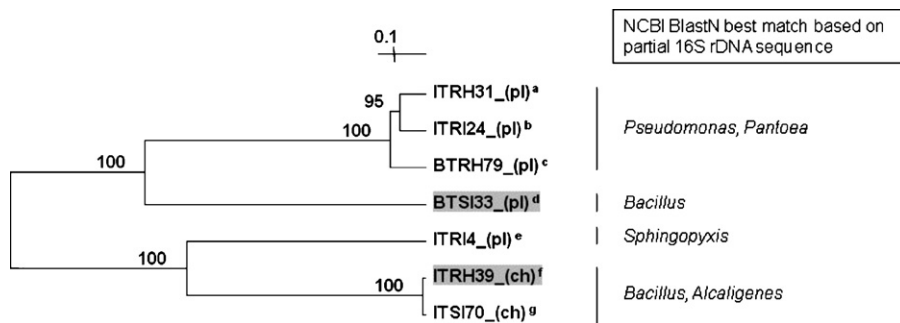 NCBI BlastN best match based on
partial 16S rDNA sequence
0.1
ITRH31_(pl) a
95
ITRI24_(pl) b
Pseudomonas, Pantoea
100
BTRH79_(pl) c
100
BTSI33_(pl) d
Bacillus
ITRI4_(pl) e
Sphingopyxis
100
ITRH39_(ch) f
100
Bacillus, Alcaligenes
ITSI70_(ch) g